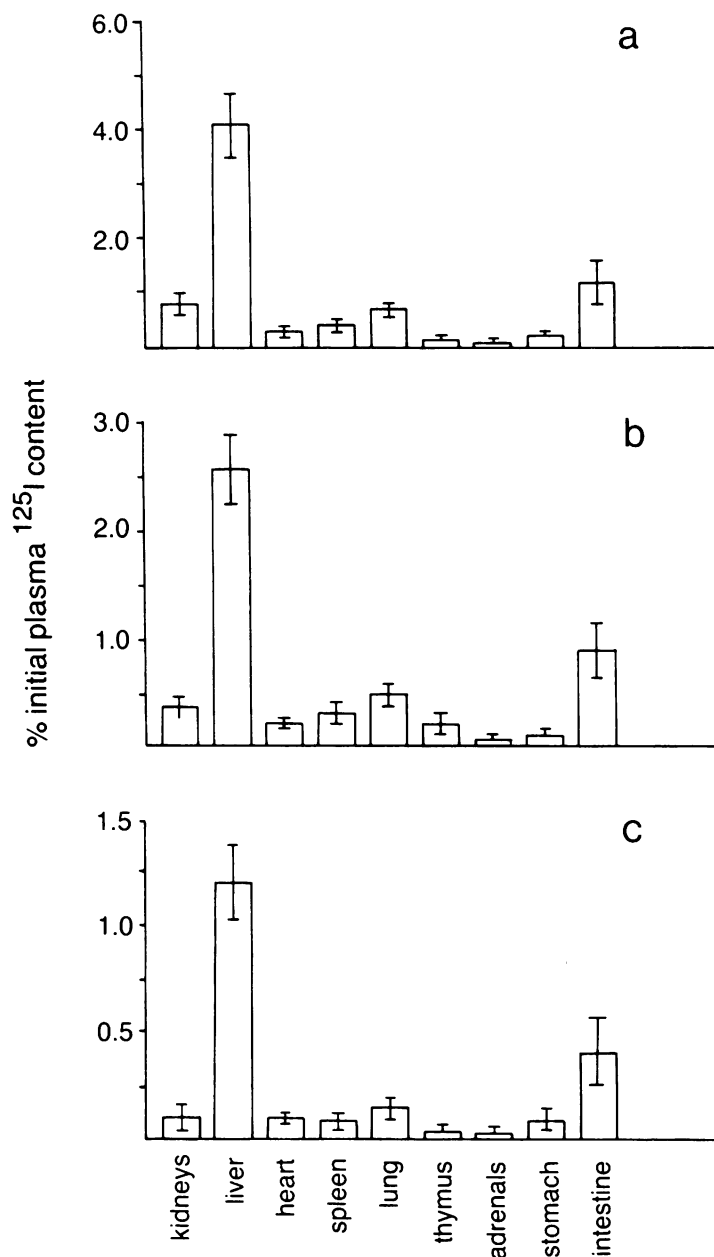 6.0
a
4.0
2.0
% initial plasma ¹²⁵I content
3.0
b
2.0
1.0
1.5
c
1.0
0.5
kidneys
liver
heart
spleen
lung
thymus
adrenals
stomach
intestine